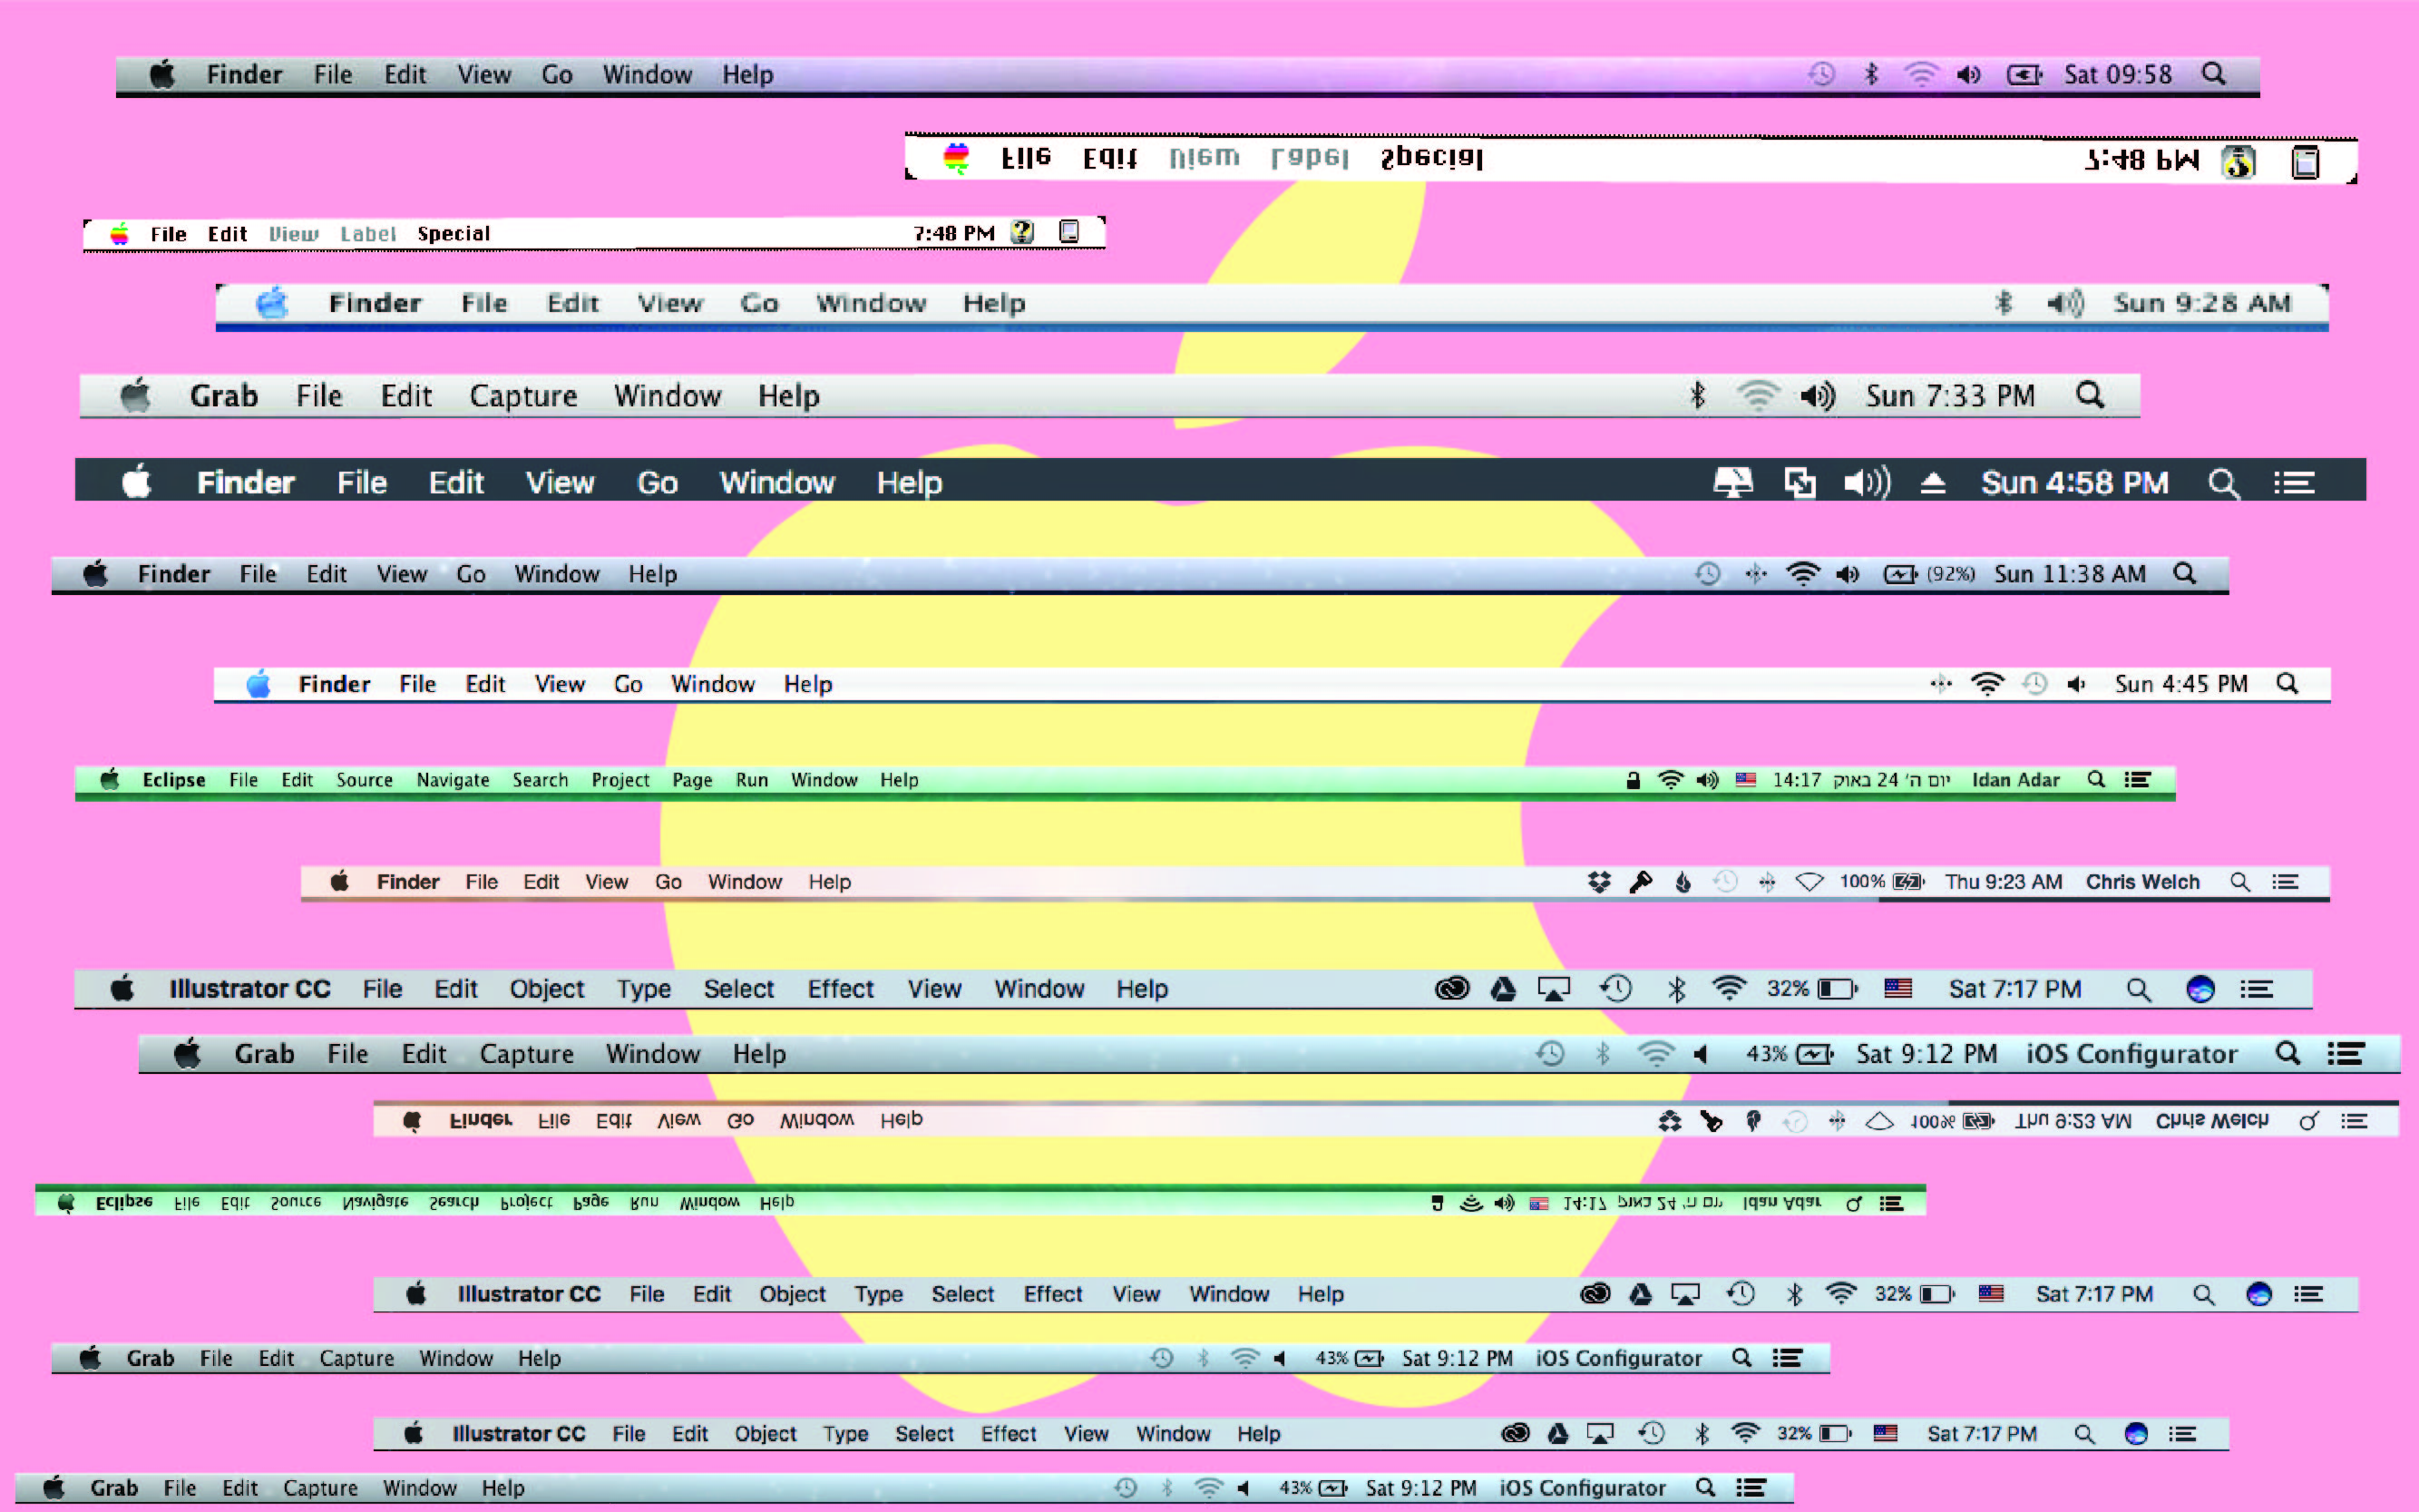 Finder File Edit View Go Window Help Sat 09:58
File Edit View Label Special 7:48 PM
File Edit View Label Special 7:48 PM
Finder File Edit View Go Window Help Sun 9:28 AM
Grab File Edit Capture Window Help Sun 7:33 PM
Finder File Edit View Go Window Help Sun 4:58 PM
Finder File Edit View Go Window Help (92%) Sun 11:38 AM
Finder File Edit View Go Window Help Sun 4:45 PM
Eclipse File Edit Source Navigate Search Project Page Run Window Help 14:17 יום ה׳ 24 באוק Idan Adar
Finder File Edit View Go Window Help 100% Thu 9:23 AM Chris Welch
Illustrator CC File Edit Object Type Select Effect View Window Help 32% Sat 7:17 PM
Grab File Edit Capture Window Help 43% Sat 9:12 PM iOS Configurator
Finder File Edit View Go Window Help 100% Thu 9:23 AM Chris Welch
Eclipse File Edit Source Navigate Search Project Page Run Window Help 14:17 יום ה׳ 24 באוק Idan Adar
Illustrator CC File Edit Object Type Select Effect View Window Help 32% Sat 7:17 PM
Grab File Edit Capture Window Help 43% Sat 9:12 PM iOS Configurator
Illustrator CC File Edit Object Type Select Effect View Window Help 32% Sat 7:17 PM
Grab File Edit Capture Window Help 43% Sat 9:12 PM iOS Configurator